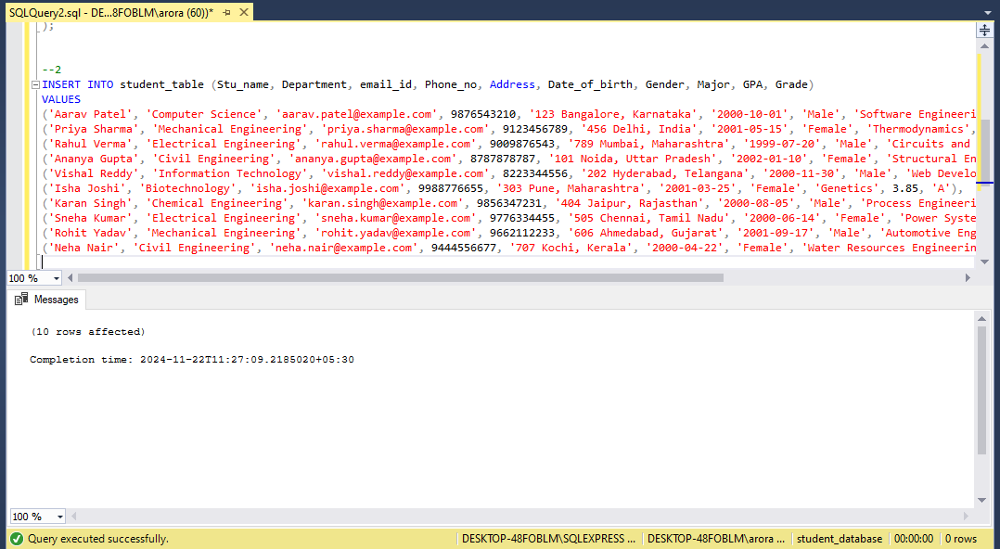 SQLQuery2.sql - DE...8FOBLM\arora (60))*
);
--2
INSERT INTO student_table (Stu_name, Department, email_id, Phone_no, Address, Date_of_birth, Gender, Major, GPA, Grade)
VALUES
('Aarav Patel', 'Computer Science', 'aarav.patel@example.com', 9876543210, '123 Bangalore, Karnataka', '2000-10-01', 'Male', 'Software Engineeri
('Priya Sharma', 'Mechanical Engineering', 'priya.sharma@example.com', 9123456789, '456 Delhi, India', '2001-05-15', 'Female', 'Thermodynamics',
('Rahul Verma', 'Electrical Engineering', 'rahul.verma@example.com', 9009876543, '789 Mumbai, Maharashtra', '1999-07-20', 'Male', 'Circuits and
('Ananya Gupta', 'Civil Engineering', 'ananya.gupta@example.com', 8787878787, '101 Noida, Uttar Pradesh', '2002-01-10', 'Female', 'Structural En
('Vishal Reddy', 'Information Technology', 'vishal.reddy@example.com', 8223344556, '202 Hyderabad, Telangana', '2000-11-30', 'Male', 'Web Develo
('Isha Joshi', 'Biotechnology', 'isha.joshi@example.com', 9988776655, '303 Pune, Maharashtra', '2001-03-25', 'Female', 'Genetics', 3.85, 'A'),
('Karan Singh', 'Chemical Engineering', 'karan.singh@example.com', 9856347231, '404 Jaipur, Rajasthan', '2000-08-05', 'Male', 'Process Engineeri
('Sneha Kumar', 'Electrical Engineering', 'sneha.kumar@example.com', 9776334455, '505 Chennai, Tamil Nadu', '2000-06-14', 'Female', 'Power Syste
('Rohit Yadav', 'Mechanical Engineering', 'rohit.yadav@example.com', 9662112233, '606 Ahmedabad, Gujarat', '2001-09-17', 'Male', 'Automotive Eng
('Neha Nair', 'Civil Engineering', 'neha.nair@example.com', 9444556677, '707 Kochi, Kerala', '2000-04-22', 'Female', 'Water Resources Engineerin
100 %
Messages
(10 rows affected)
Completion time: 2024-11-22T11:27:09.2185020+05:30
100 %
Query executed successfully. DESKTOP-48FOBLM\SQLEXPRESS ... DESKTOP-48FOBLM\arora ... student_database 00:00:00 0 rows